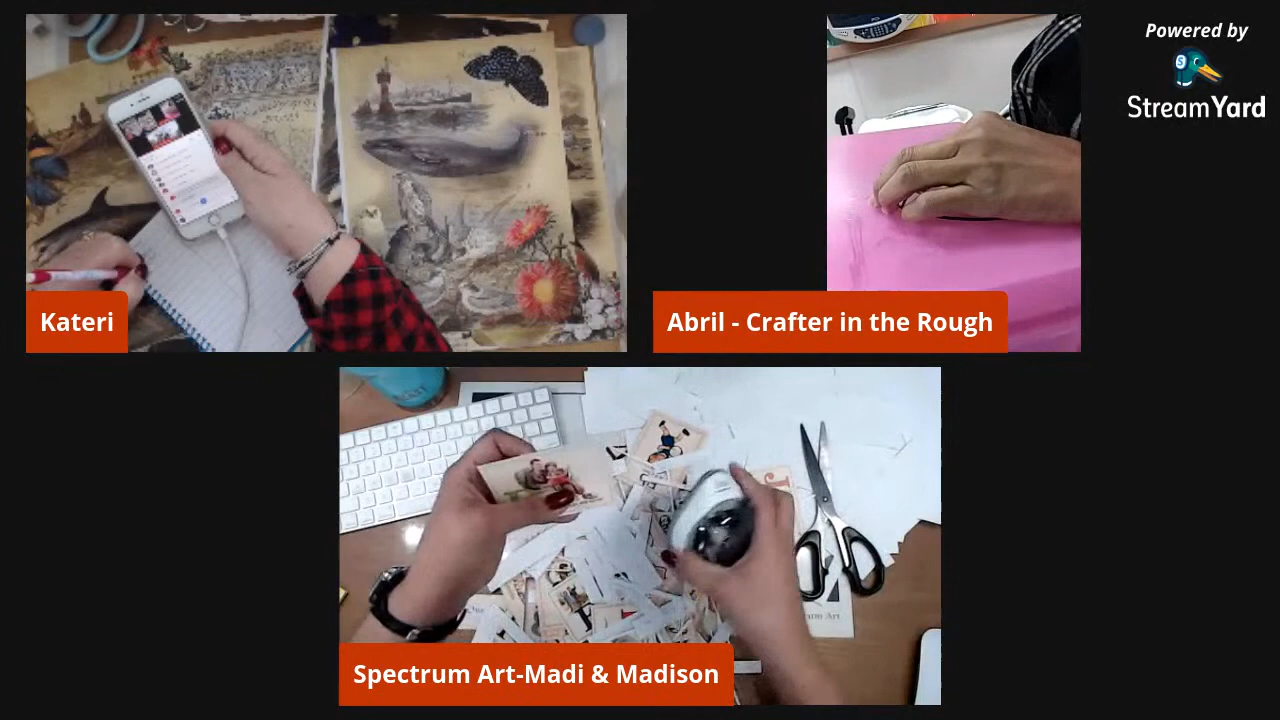 Powered by
StreamYard
Kateri
Abril - Crafter in the Rough
Spectrum Art-Madi & Madison